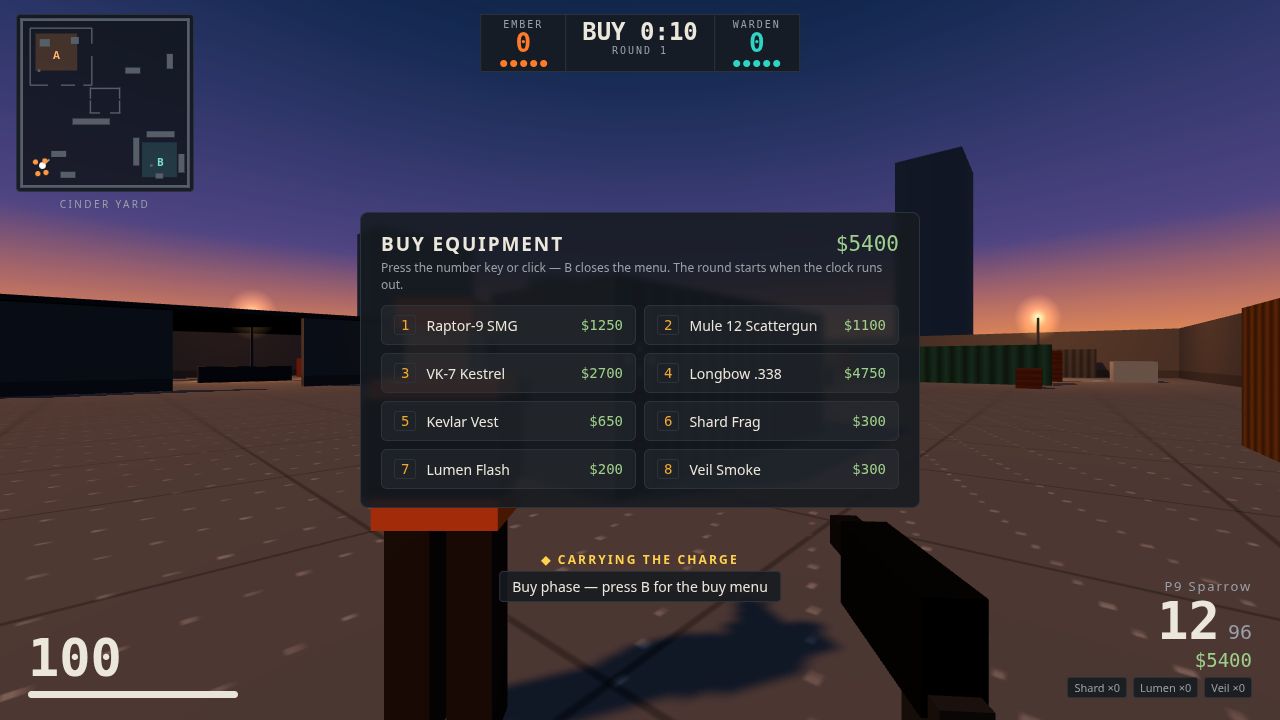 EMBER
0
BUY 0:10
ROUND 1
WARDEN
0
A
B
CINDER YARD
BUY EQUIPMENT
$5400
Press the number key or click — B closes the menu. The round starts when the clock runs
out.
1 Raptor-9 SMG $1250
2 Mule 12 Scattergun $1100
3 VK-7 Kestrel $2700
4 Longbow .338 $4750
5 Kevlar Vest $650
6 Shard Frag $300
7 Lumen Flash $200
8 Veil Smoke $300
◆ CARRYING THE CHARGE
Buy phase — press B for the buy menu
100
P9 Sparrow
12 96
$5400
Shard ×0 Lumen ×0 Veil ×0